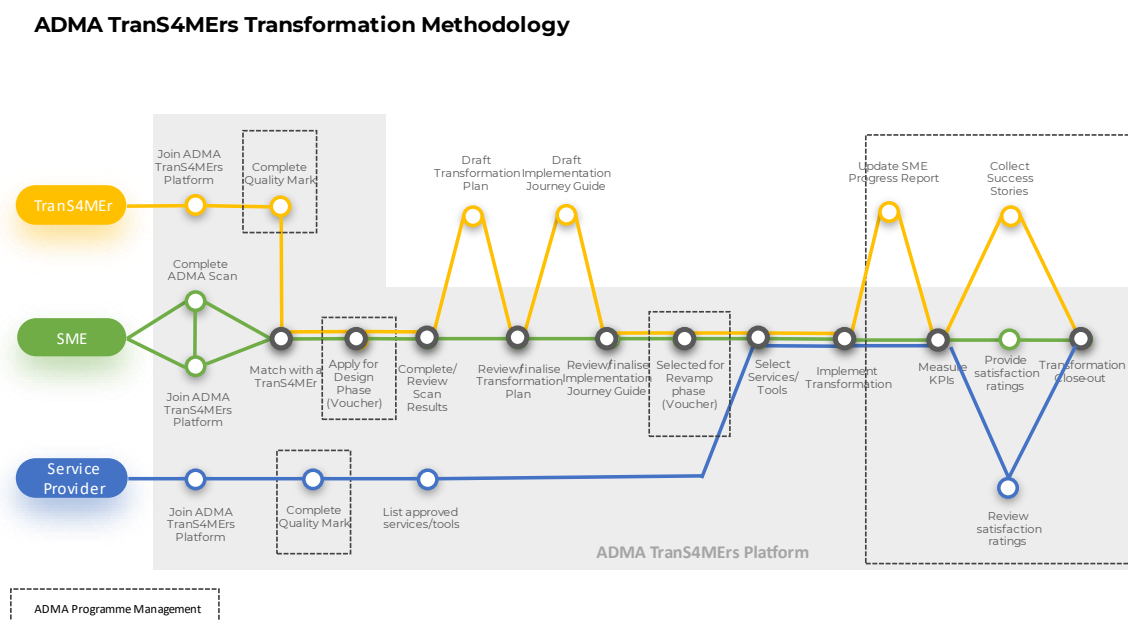 ADMA TranS4MErs Transformation Methodology
Join ADMA
TranS4MErs
Platform
Complete
Quality Mark
Draft
Transformation
Plan
Draft
Implementation
Journey Guide
Update SME
Progress Report
Collect
Success
Stories
TranS4MEr
Complete
ADMA Scan
SME
Match with a
TranS4MEr
Apply for
Design
Phase
(Voucher)
Complete/
Review
Scan
Results
Review/finalise
Transformation
Plan
Review/finalise
Implementation
Journey Guide
Selected for
Revamp
phase
(Voucher)
Select
Services/
Tools
Implement
Transformation
Measure
KPIs
Provide
satisfaction
ratings
Transformation
Close-out
Join ADMA
TranS4MErs
Platform
Service
Provider
Join ADMA
TranS4MErs
Platform
Complete
Quality Mark
List approved
services/tools
Review
satisfaction
ratings
ADMA TranS4MErs Platform
ADMA Programme Management